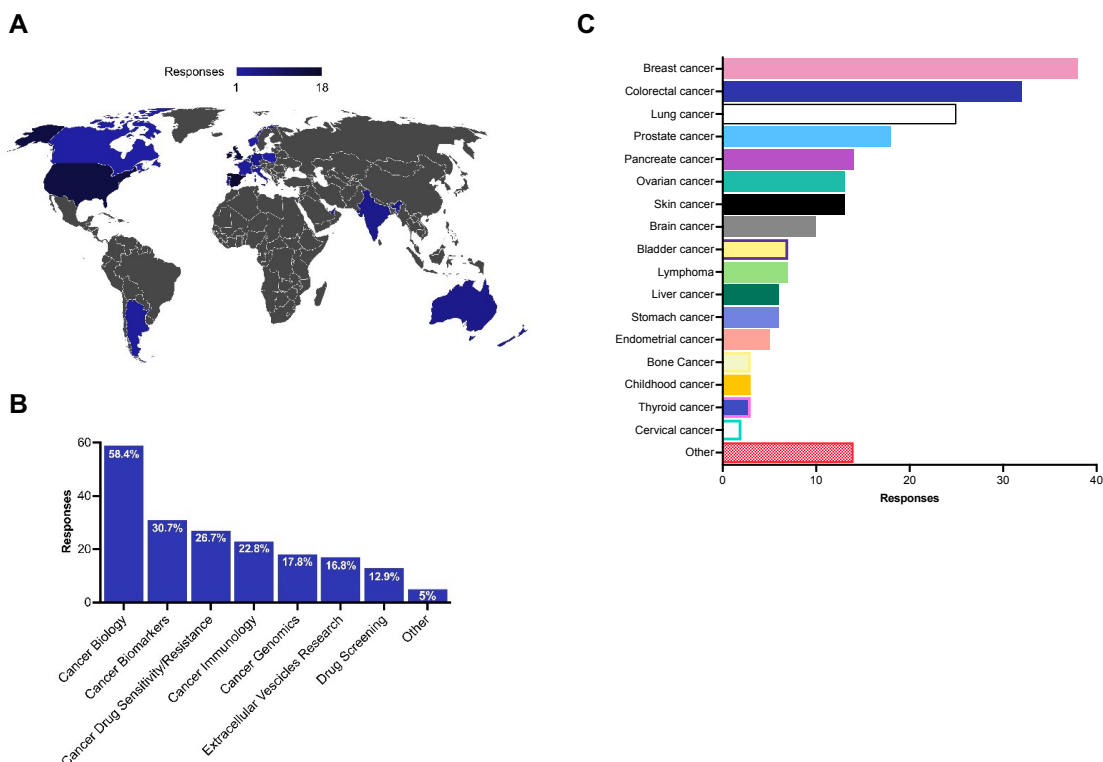 A
Responses
1 18
B
Responses
60
40
20
0
58.4%
30.7%
26.7%
22.8%
17.8%
16.8%
12.9%
5%
Cancer Biology
Cancer Biomarkers
Cancer Drug Sensitivity/Resistance
Cancer Immunology
Cancer Genomics
Extracellular Vescicles Research
Drug Screening
Other
C
Breast cancer
Colorectal cancer
Lung cancer
Prostate cancer
Pancreate cancer
Ovarian cancer
Skin cancer
Brain cancer
Bladder cancer
Lymphoma
Liver cancer
Stomach cancer
Endometrial cancer
Bone Cancer
Childhood cancer
Thyroid cancer
Cervical cancer
Other
0 10 20 30 40
Responses